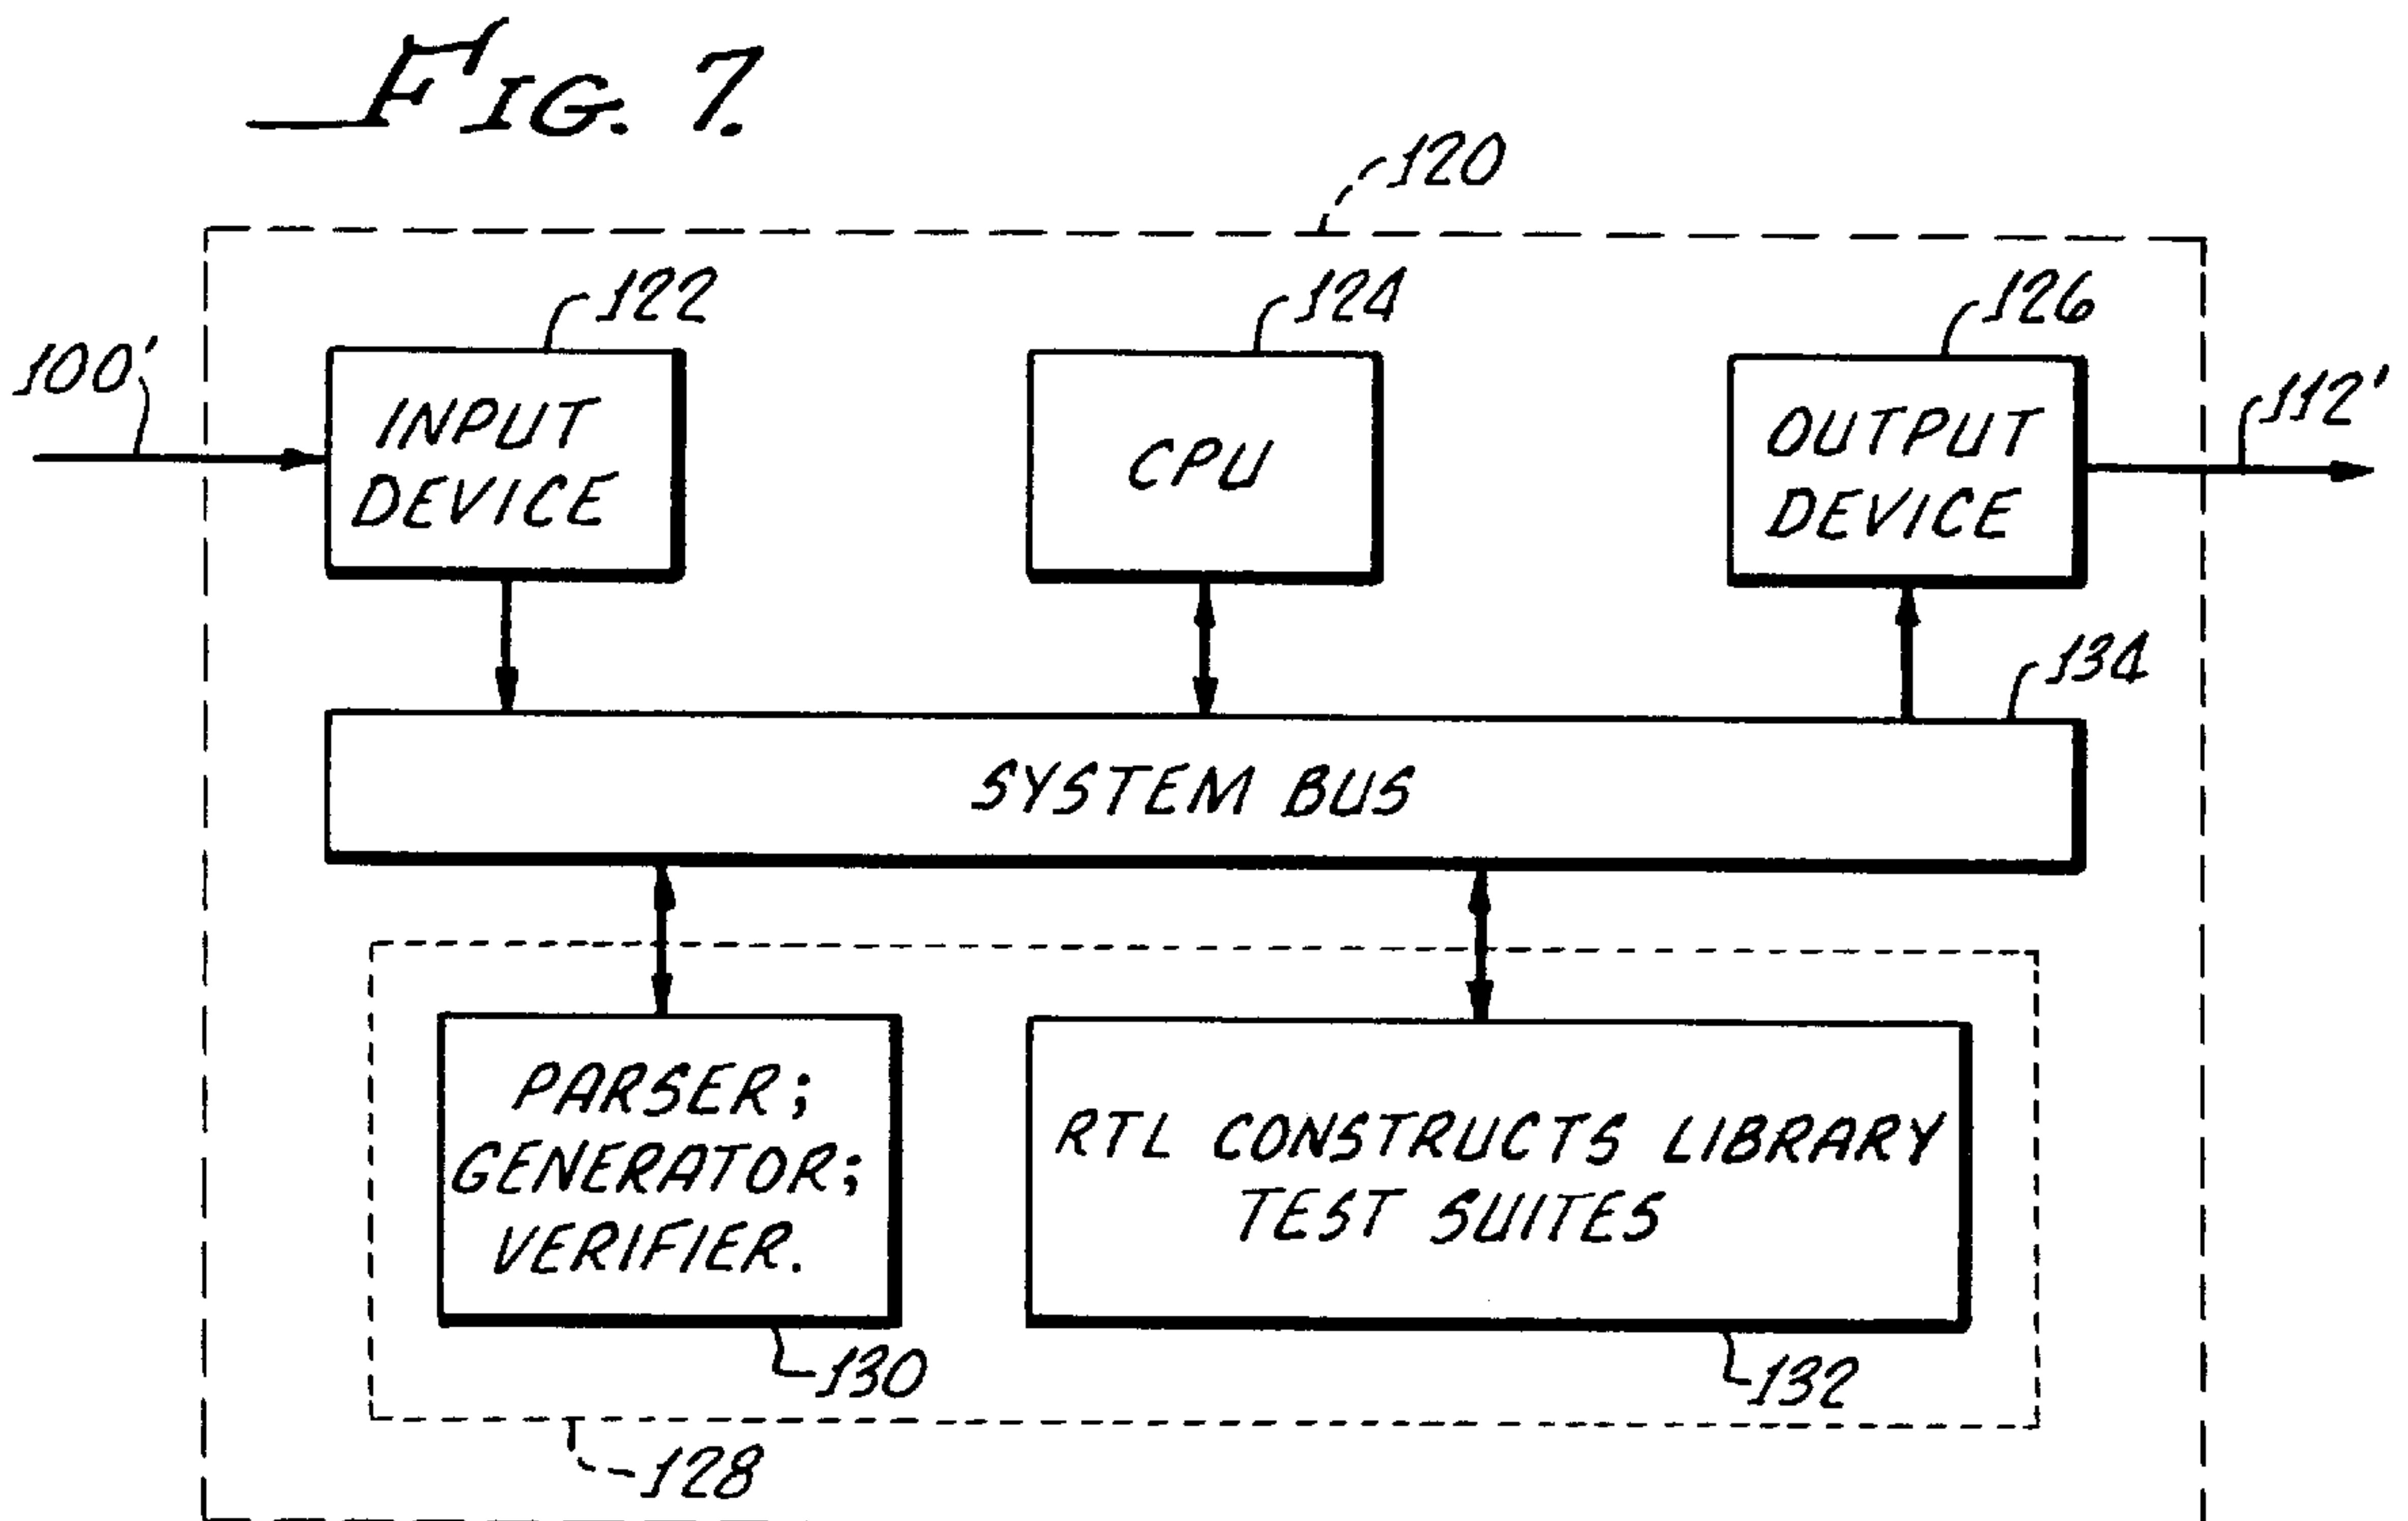 FIG. 7.
120
122
124
126
100'
112'
INPUT
DEVICE
CPU
OUTPUT
DEVICE
134
SYSTEM BUS
PARSER;
GENERATOR;
VERIFIER.
RTL CONSTRUCTS LIBRARY
TEST SUITES
130
132
128